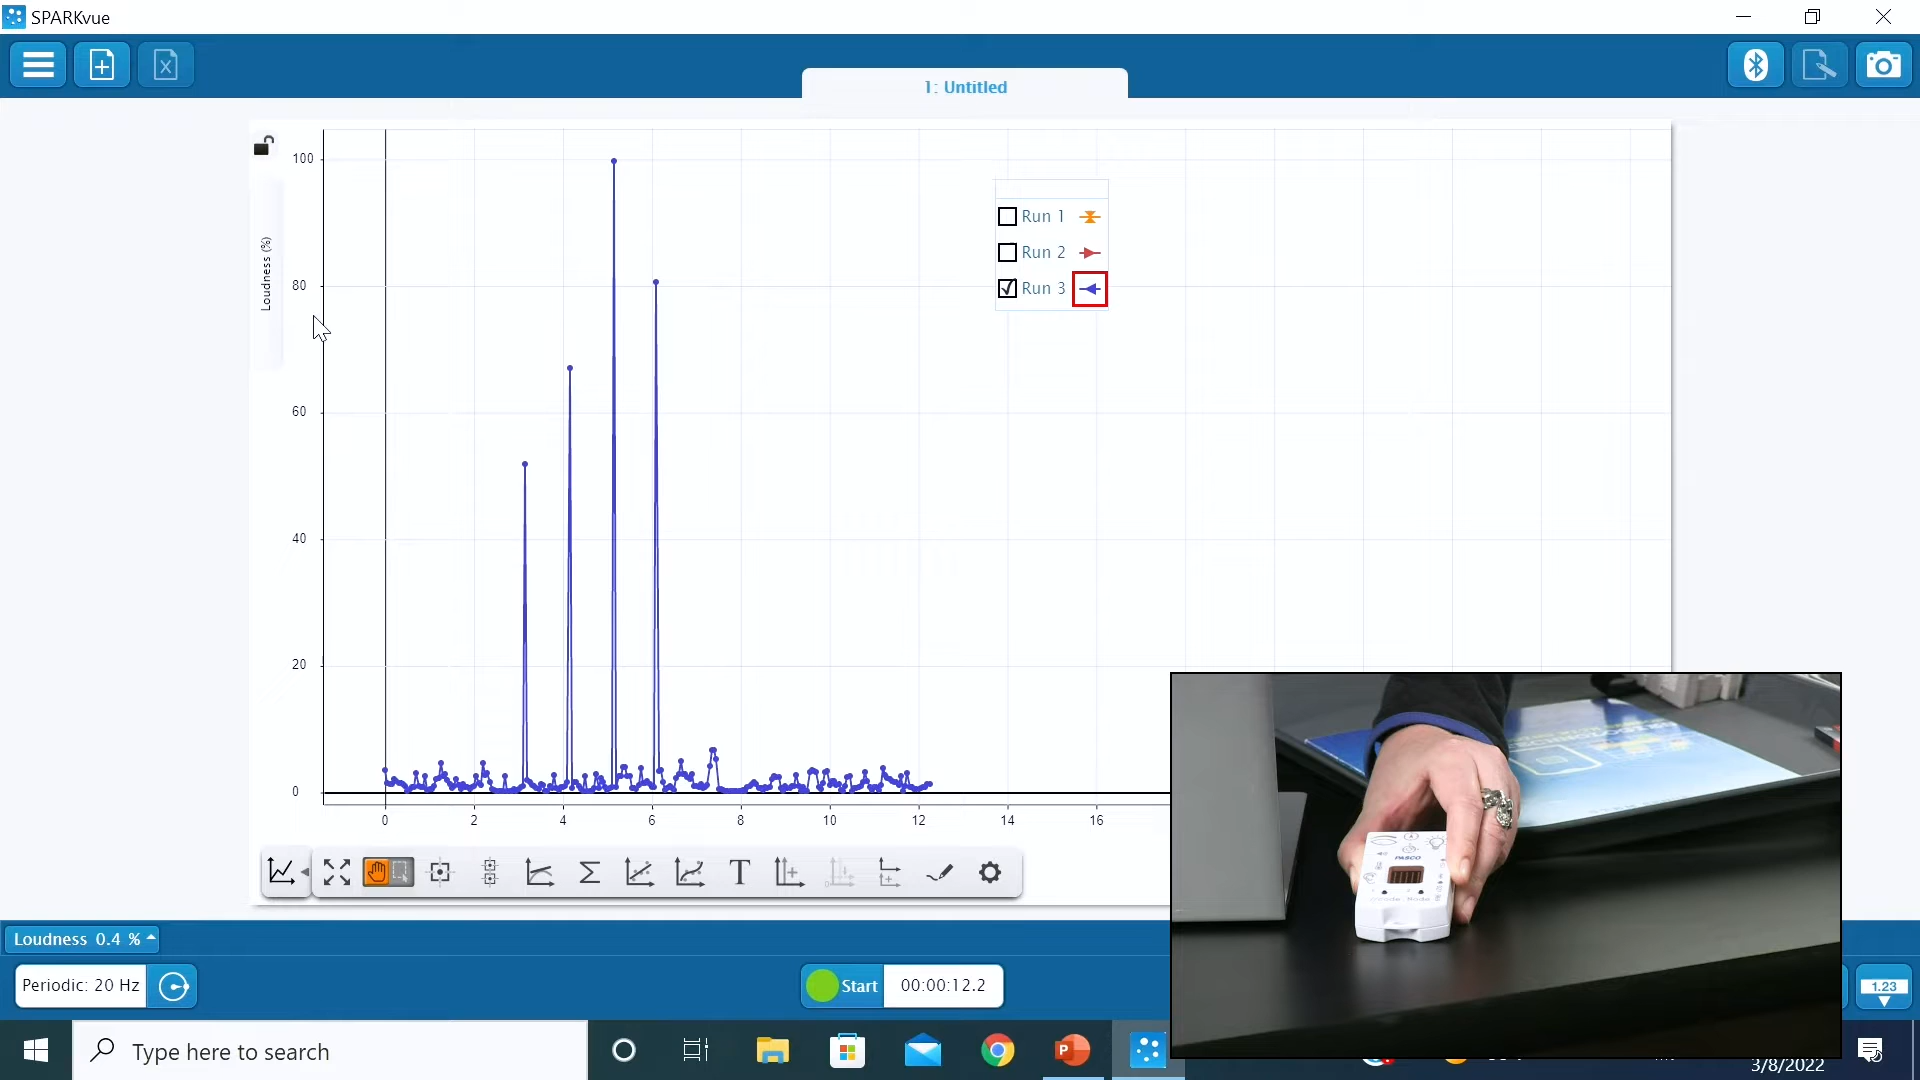 SPARKvue
1: Untitled
Loudness (%)
100
80
60
40
20
0
0 2 4 6 8 10 12 14 16
Run 1
Run 2
Run 3
Loudness 0.4 %
Periodic: 20 Hz
Start 00:00:12.2
1.23
PASCO
Type here to search
3/8/2022